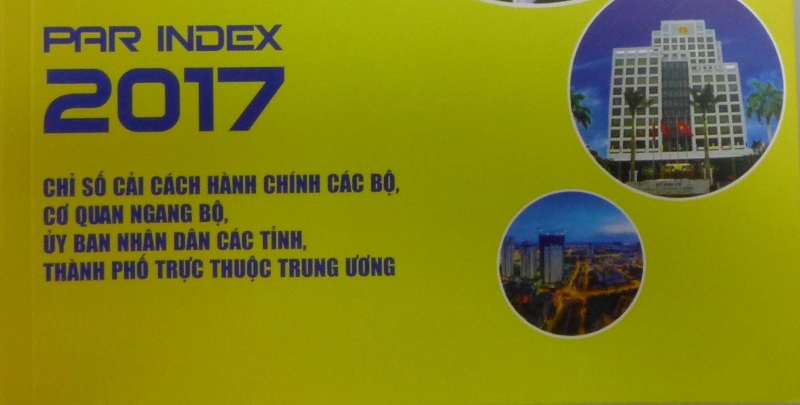 PAR INDEX
2017
CHỈ SỐ CẢI CÁCH HÀNH CHÍNH CÁC BỘ,
CƠ QUAN NGANG BỘ,
ỦY BAN NHÂN DÂN CÁC TỈNH,
THÀNH PHỐ TRỰC THUỘC TRUNG ƯƠNG